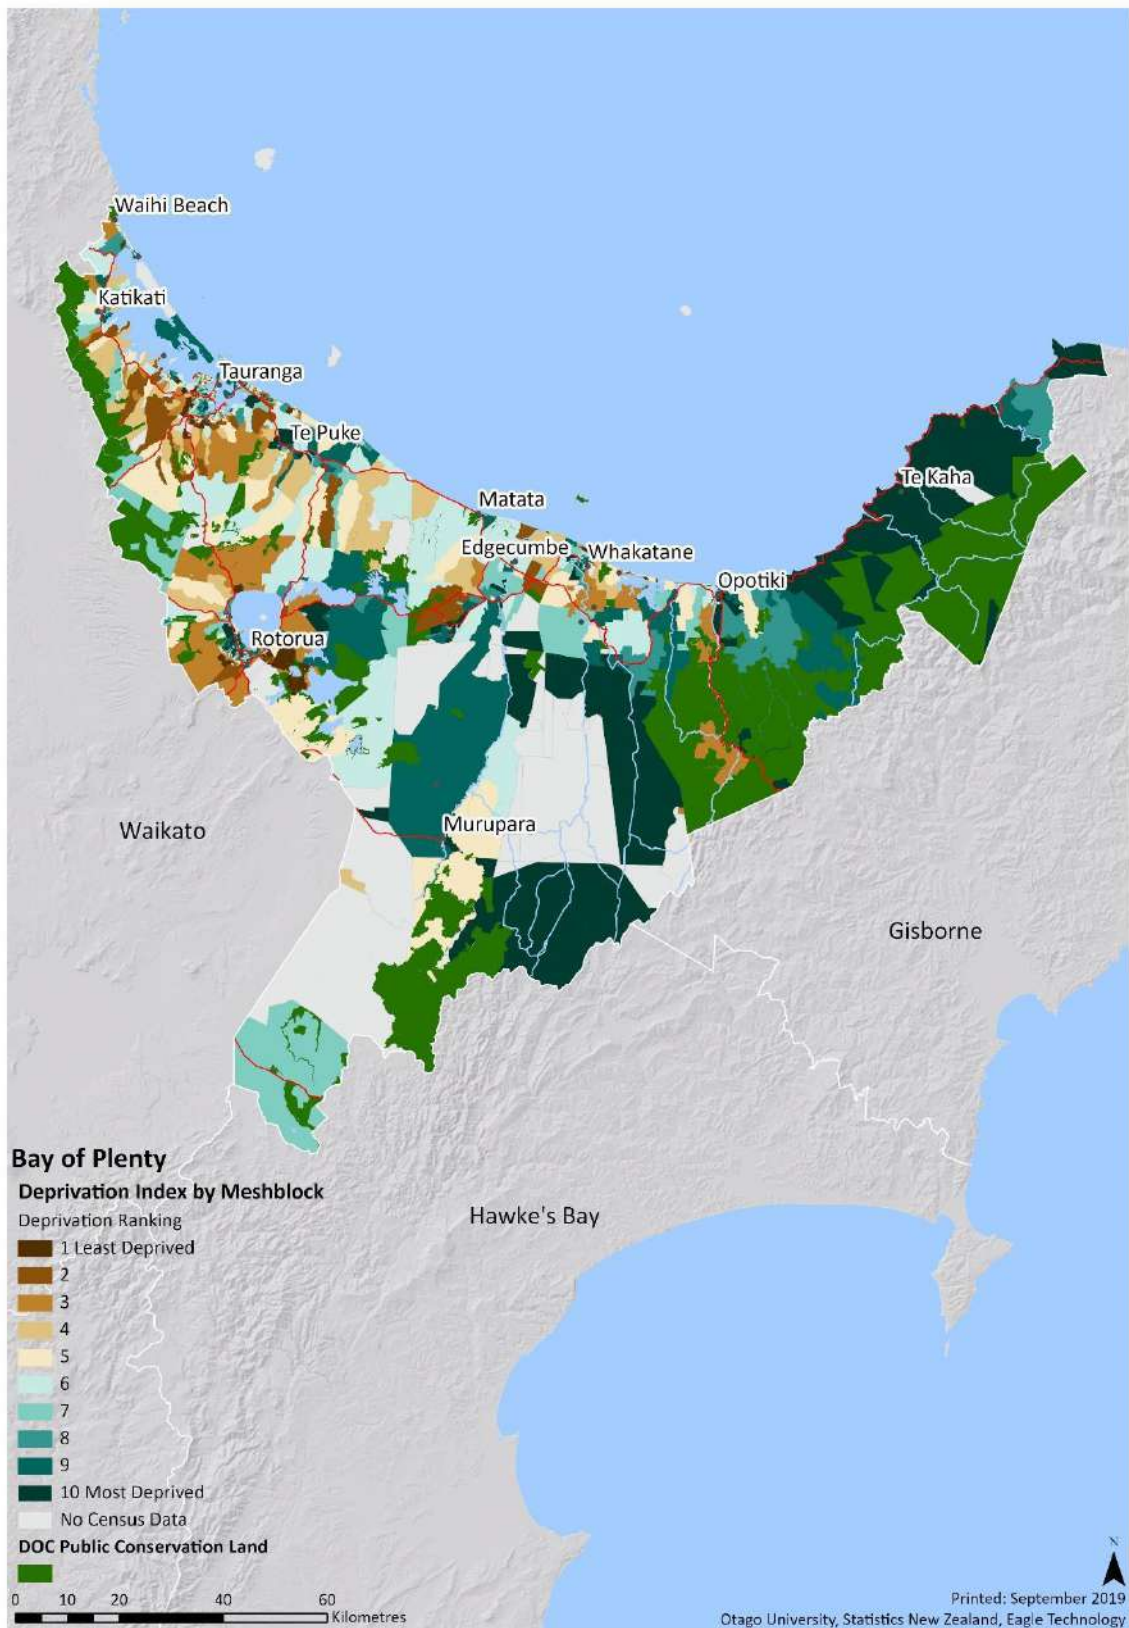 Waihi Beach
Katikati
Tauranga
Te Puke
Matata
Te Kaha
Edgecumbe
Whakatane
Opotiki
Rotorua
Waikato
Murupara
Gisborne
Hawke's Bay
Bay of Plenty
Deprivation Index by Meshblock
Deprivation Ranking
1 Least Deprived
2
3
4
5
6
7
8
9
10 Most Deprived
No Census Data
DOC Public Conservation Land
0 10 20 40 60
Kilometres
N
Printed: September 2019
Otago University, Statistics New Zealand, Eagle Technology